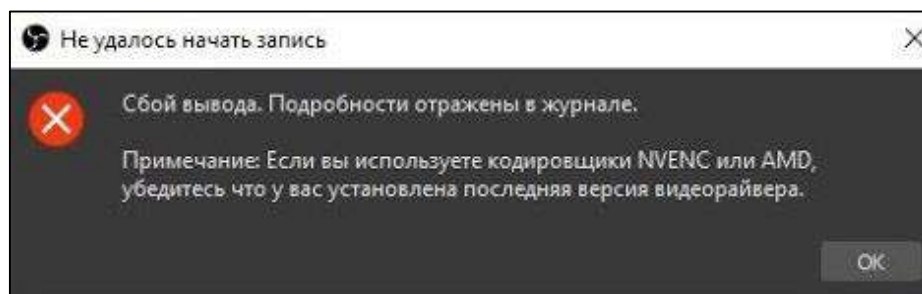 Не удалось начать запись
Сбой вывода. Подробности отражены в журнале.
Примечание: Если вы используете кодировщики NVENC или AMD,
убедитесь что у вас установлена последняя версия видеорайвера.
ОК